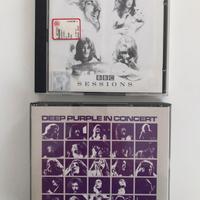 BBC
SESSIONS
DEEP PURPLE IN CONCERT